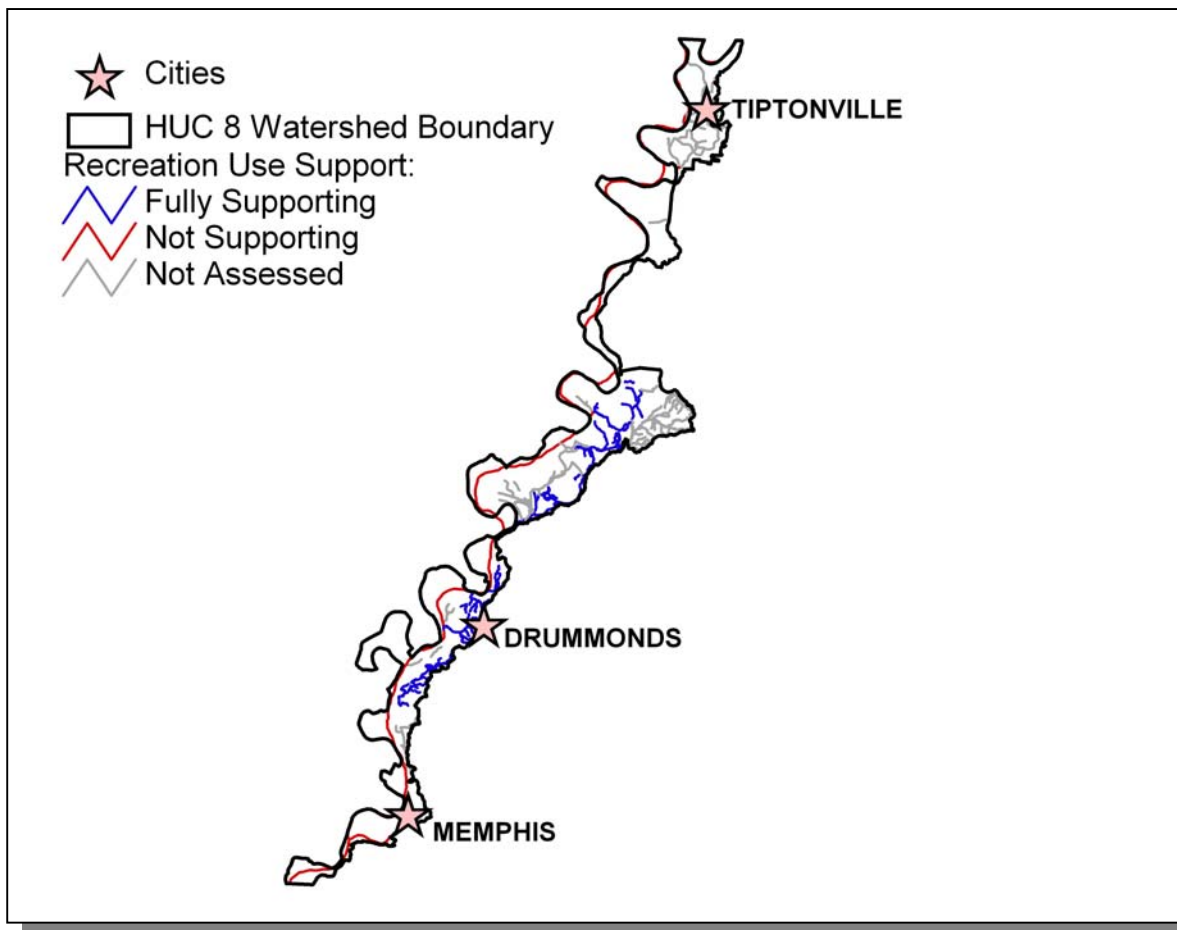 Cities
HUC 8 Watershed Boundary
Recreation Use Support:
Fully Supporting
Not Supporting
Not Assessed
TIPTONVILLE
DRUMMONDS
MEMPHIS